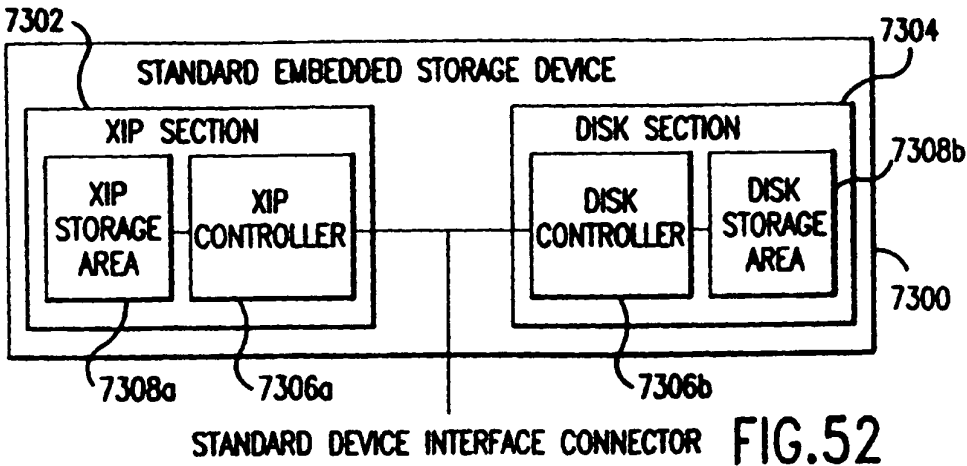 7302
7304
STANDARD EMBEDDED STORAGE DEVICE
XIP SECTION
DISK SECTION
7308b
XIP
STORAGE
AREA
XIP
CONTROLLER
DISK
CONTROLLER
DISK
STORAGE
AREA
7300
7308a
7306a
7306b
STANDARD DEVICE INTERFACE CONNECTOR
FIG.52